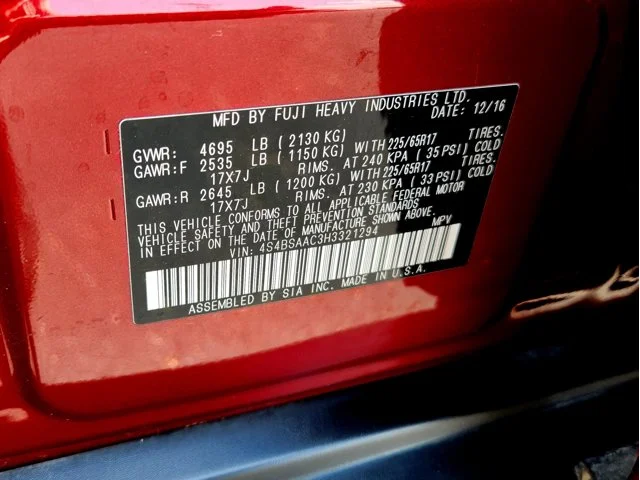 MFD BY FUJI HEAVY INDUSTRIES LTD.
DATE: 12/16
GVWR: 4695 LB ( 2130 KG)
GAWR:F 2535 LB ( 1150 KG) WITH 225/65R17 TIRES.
17X7J RIMS. AT 240 KPA ( 35 PSI) COLD
GAWR:R 2645 LB ( 1200 KG) WITH 225/65R17 TIRES.
17X7J RIMS. AT 230 KPA ( 33 PSI) COLD
THIS VEHICLE CONFORMS TO ALL APPLICABLE FEDERAL MOTOR
VEHICLE SAFETY AND THEFT PREVENTION STANDARDS IN
EFFECT ON THE DATE OF MANUFACTURE SHOWN ABOVE.
VIN: 4S4BSAAC3H3321294 MPV
ASSEMBLED BY SIA INC. MADE IN U.S.A.